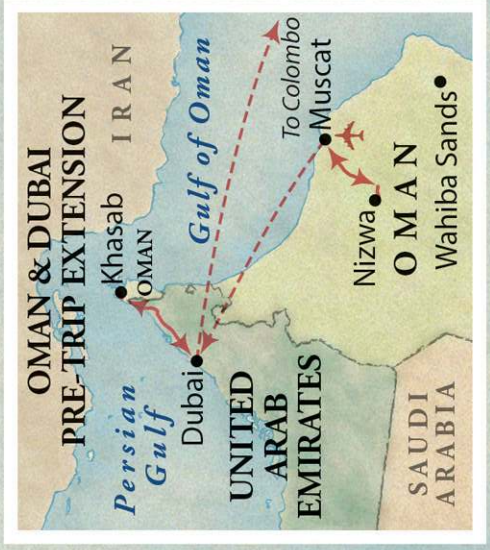 OMAN & DUBAI
PRE-TRIP EXTENSION
IRAN
Khasab
OMAN
Persian
Gulf
Gulf of Oman
Dubai
To Colombo
Muscat
UNITED
ARAB
EMIRATES
Nizwa
OMAN
Wahiba Sands
SAUDI
ARABIA